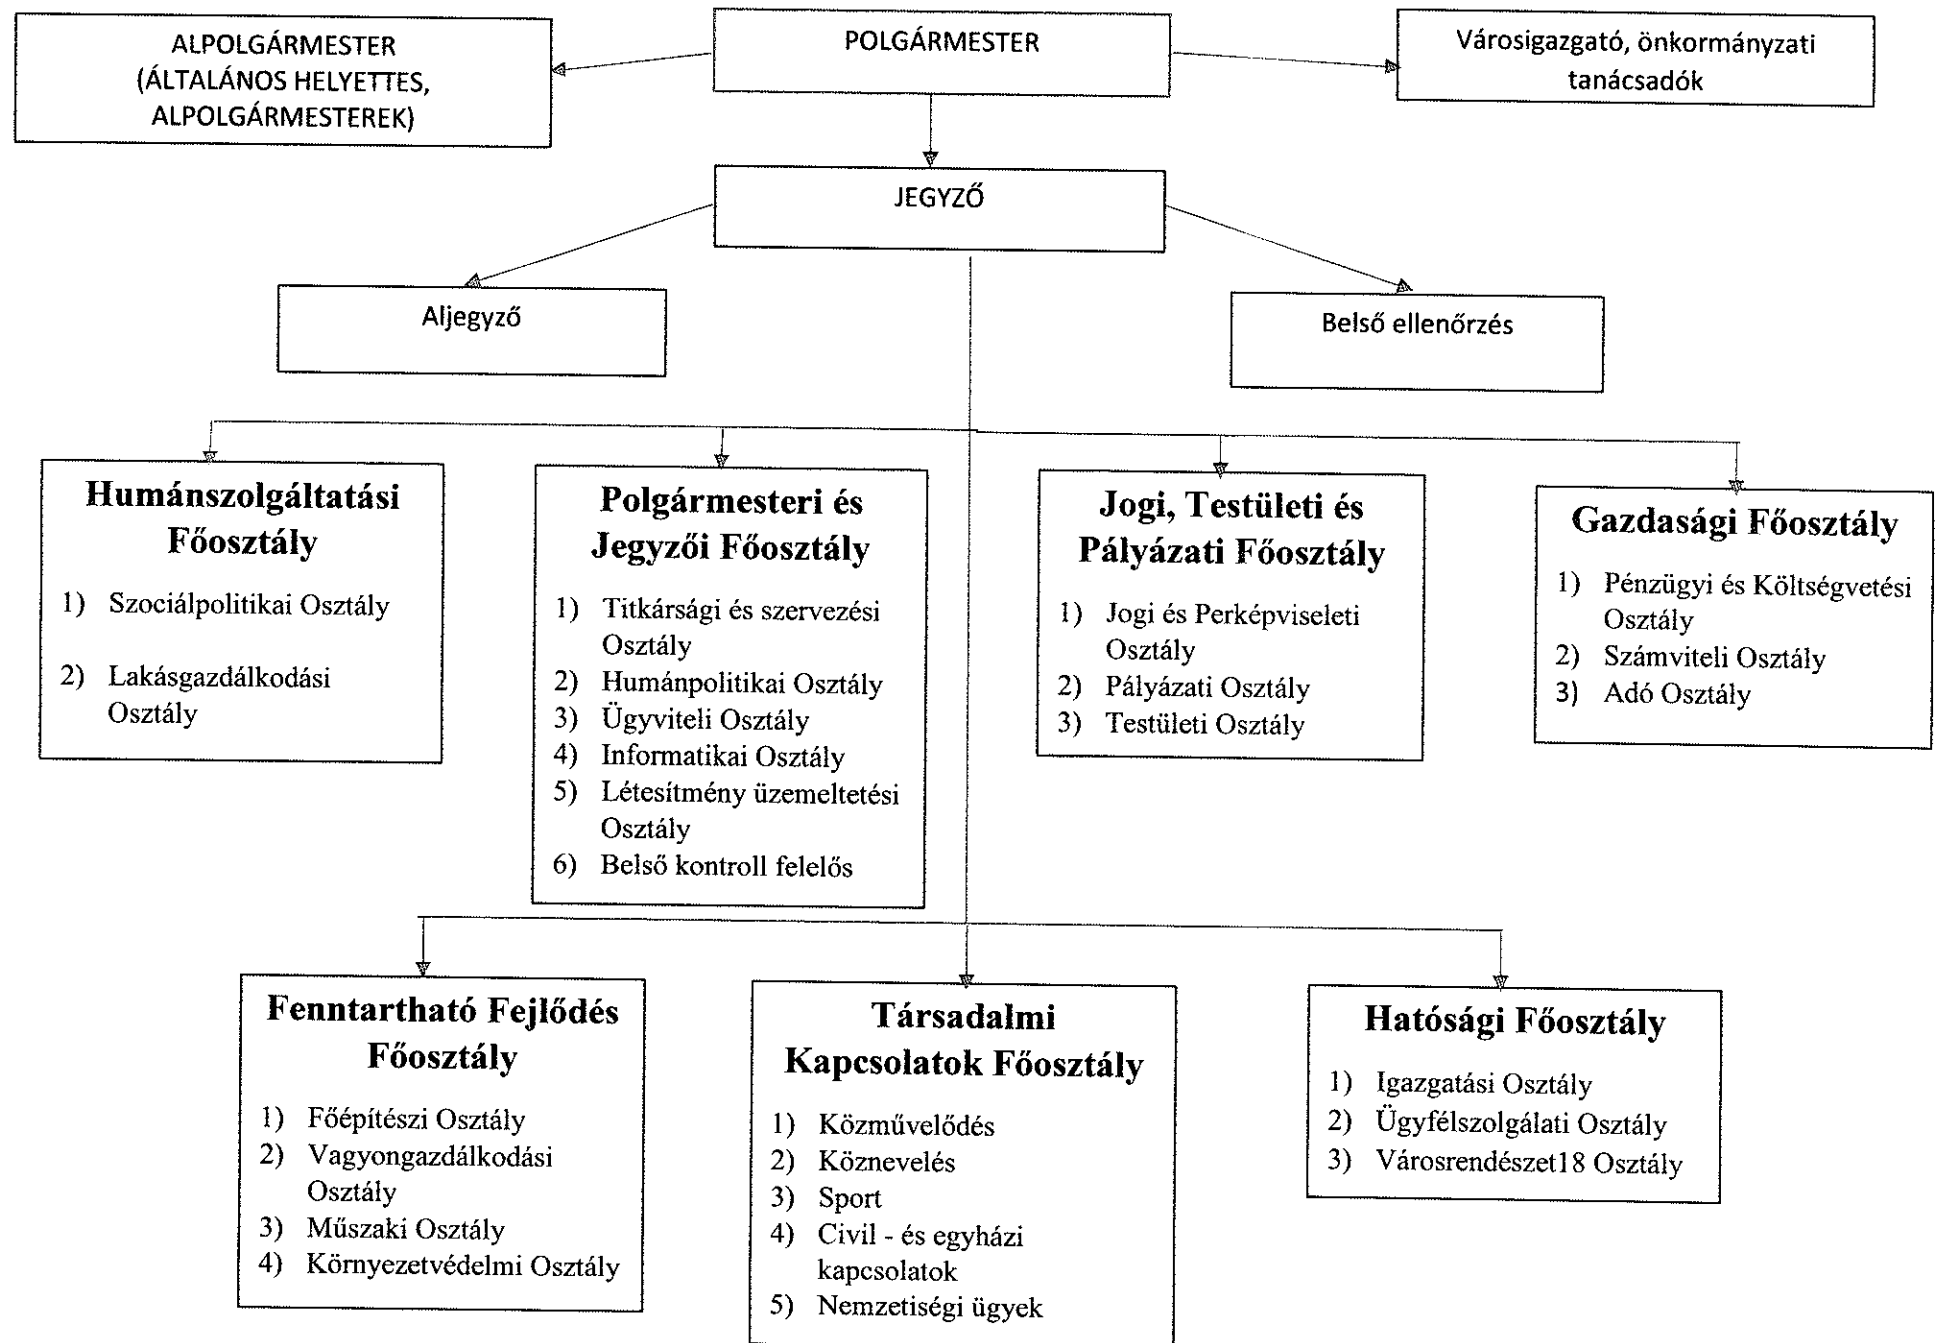 ALPOLGÁRMESTER
(ÁLTALÁNOS HELYETTES,
ALPOLGÁRMESTEREK)
POLGÁRMESTER
Városigazgató, önkormányzati
tanácsadók
JEGYZŐ
Aljegyző
Belső ellenőrzés
Humánszolgáltatási
Főosztály
1) Szociálpolitikai Osztály
2) Lakásgazdálkodási
Osztály
Polgármesteri és
Jegyzői Főosztály
1) Titkársági és szervezési
Osztály
2) Humánpolitikai Osztály
3) Ügyviteli Osztály
4) Informatikai Osztály
5) Létesítmény üzemeltetési
Osztály
6) Belső kontroll felelős
Jogi, Testületi és
Pályázati Főosztály
1) Jogi és Perképviseleti
Osztály
2) Pályázati Osztály
3) Testületi Osztály
Gazdasági Főosztály
1) Pénzügyi és Költségvetési
Osztály
2) Számviteli Osztály
3) Adó Osztály
Fenntartható Fejlődés
Főosztály
1) Főépítészi Osztály
2) Vagyongazdálkodási
Osztály
3) Műszaki Osztály
4) Környezetvédelmi Osztály
Társadalmi
Kapcsolatok Főosztály
1) Közművelődés
2) Köznevelés
3) Sport
4) Civil - és egyházi
kapcsolatok
5) Nemzetiségi ügyek
Hatósági Főosztály
1) Igazgatási Osztály
2) Ügyfélszolgálati Osztály
3) Városrendészet18 Osztály